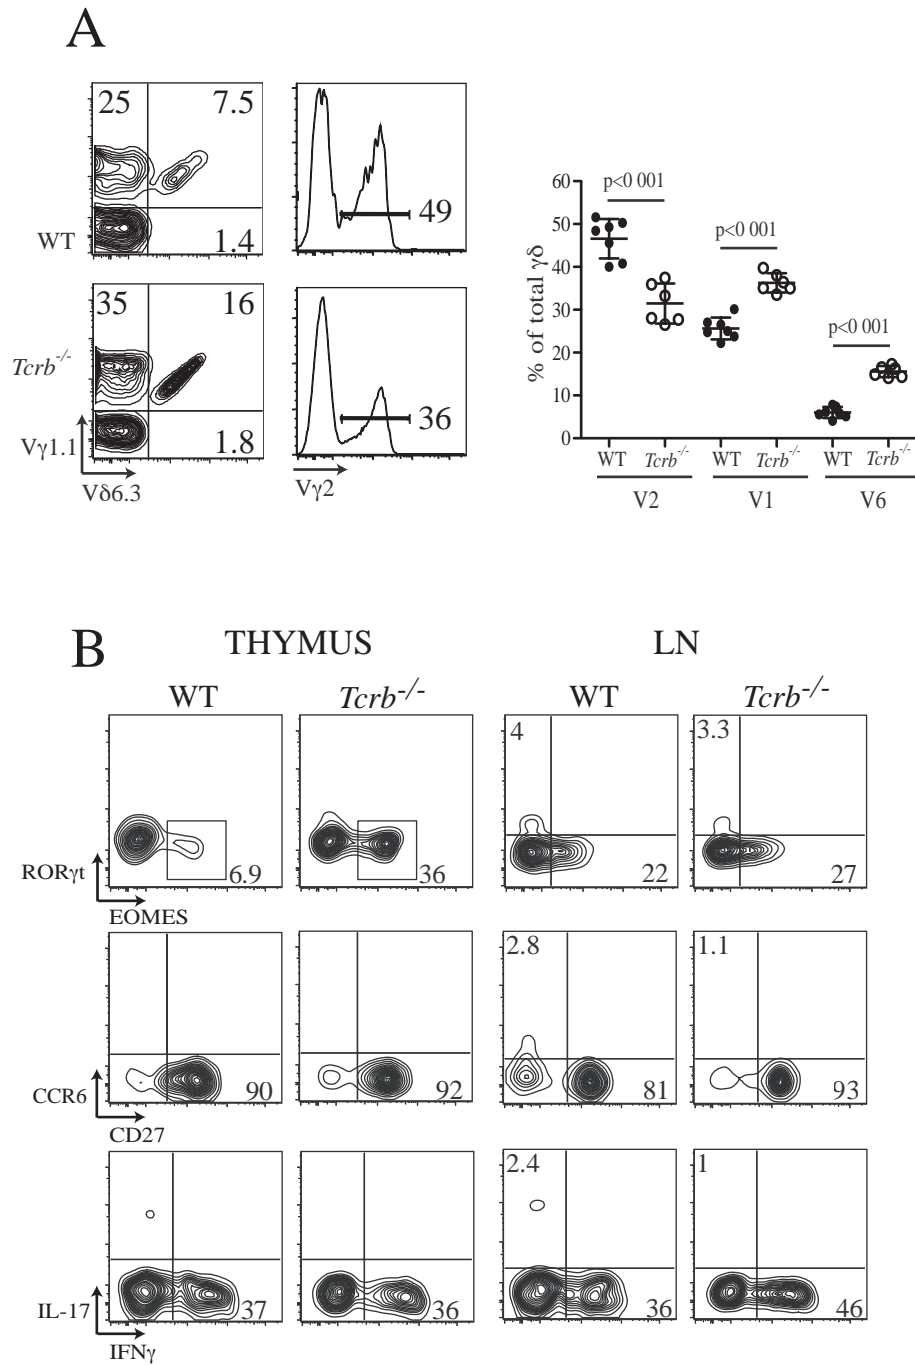 A
25 7.5
1.4
49
WT
35 16
1.8
36
Tcrb-/-
Vγ1.1
Vδ6.3
Vγ2
% of total γδ
60
50
40
30
20
10
0
p<0 001
p<0 001
p<0 001
WT Tcrb-/- WT Tcrb-/- WT Tcrb-/-
V2 V1 V6
B
THYMUS LN
WT Tcrb-/- WT Tcrb-/-
4 3.3
6.9 36 22 27
RORγt
EOMES
2.8 1.1
90 92 81 93
CCR6
CD27
2.4 1
37 36 36 46
IL-17
IFNγ